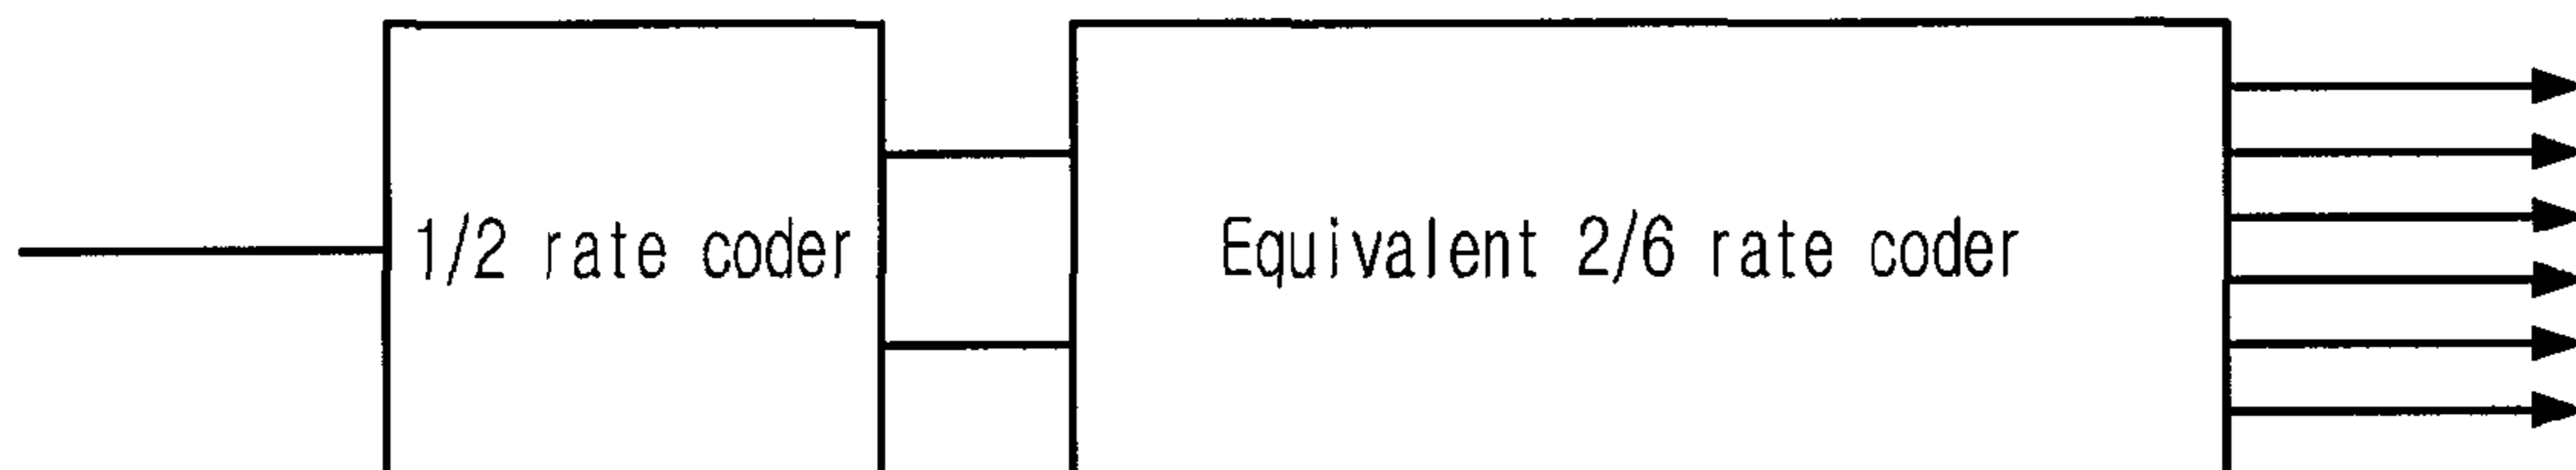 1/2 rate coder
Equivalent 2/6 rate coder